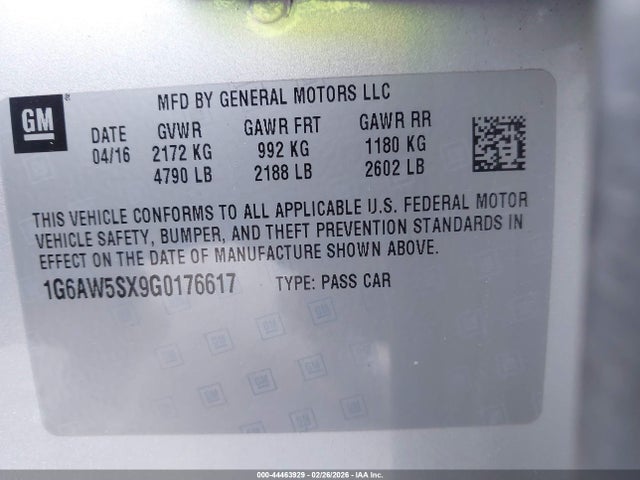 MFD BY GENERAL MOTORS LLC
GM
DATE GVWR GAWR FRT GAWR RR
04/16 2172 KG 992 KG 1180 KG
4790 LB 2188 LB 2602 LB
THIS VEHICLE CONFORMS TO ALL APPLICABLE U.S. FEDERAL MOTOR
VEHICLE SAFETY, BUMPER, AND THEFT PREVENTION STANDARDS IN
EFFECT ON THE DATE OF MANUFACTURE SHOWN ABOVE.
1G6AW5SX9G0176617 TYPE: PASS CAR
000-44463929 - 02/26/2026 - IAA Inc.